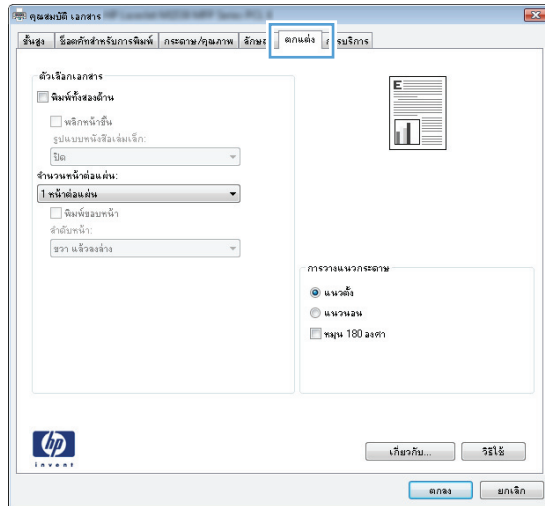 คุณสมบัติ เอกสาร
ขั้นสูง ช็อตคัทสำหรับการพิมพ์ กระดาษ/คุณภาพ ตกแต่ง
ตัวเลือกเอกสาร
พิมพ์ทั้งสองด้าน
พลิกหน้าขึ้น
รูปแบบหนังสือเล่มเล็ก:
ปิด
จำนวนหน้าต่อแผ่น:
1 หน้าต่อแผ่น
พิมพ์ขอบหน้า
ลำดับหน้า:
ขวา แล้วลงล่าง
E
การวางแนวกระดาษ
แนวตั้ง
แนวนอน
หมุน 180 องศา
hp
invent
เกี่ยวกับ... วิธีใช้
ตกลง ยกเลิก